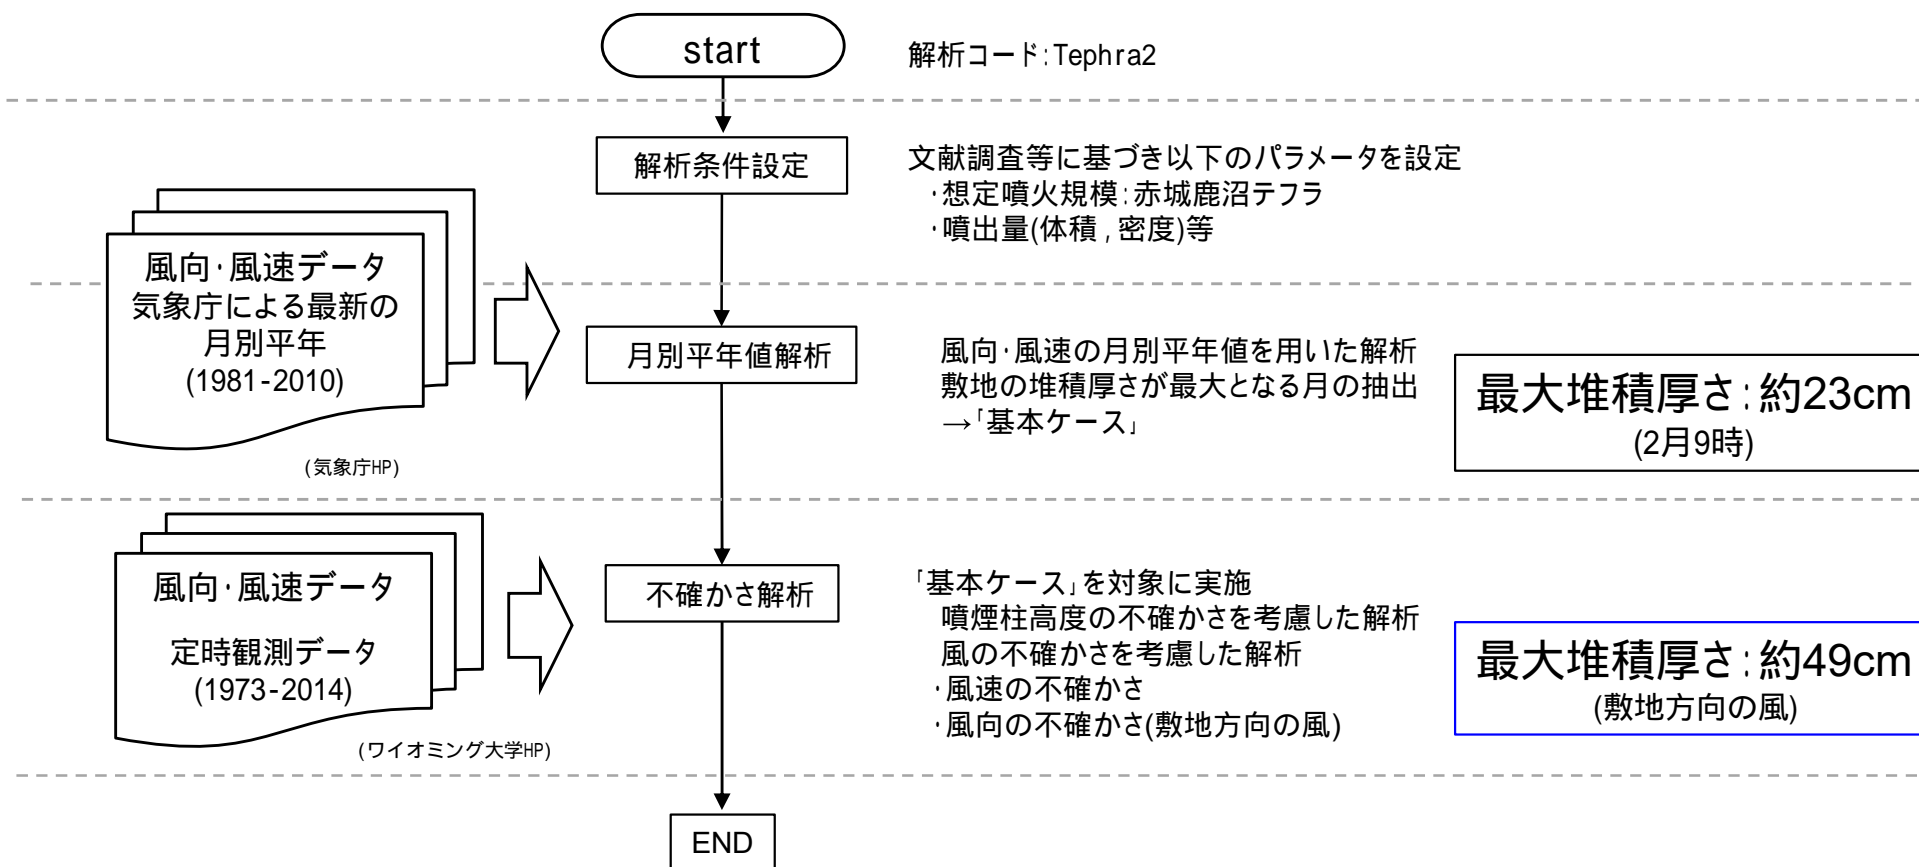 start
解析コード:Tephra2
解析条件設定
文献調査等に基づき以下のパラメータを設定
・想定噴火規模:赤城鹿沼テフラ
・噴出量(体積,密度)等
風向・風速データ
気象庁による最新の
月別平年
(1981-2010)
(気象庁HP)
月別平年値解析
風向・風速の月別平年値を用いた解析
敷地の堆積厚さが最大となる月の抽出
→「基本ケース」
最大堆積厚さ:約23cm
(2月9時)
風向・風速データ
定時観測データ
(1973-2014)
(ワイオミング大学HP)
不確かさ解析
「基本ケース」を対象に実施
噴煙柱高度の不確かさを考慮した解析
風の不確かさを考慮した解析
・風速の不確かさ
・風向の不確かさ(敷地方向の風)
最大堆積厚さ:約49cm
(敷地方向の風)
END